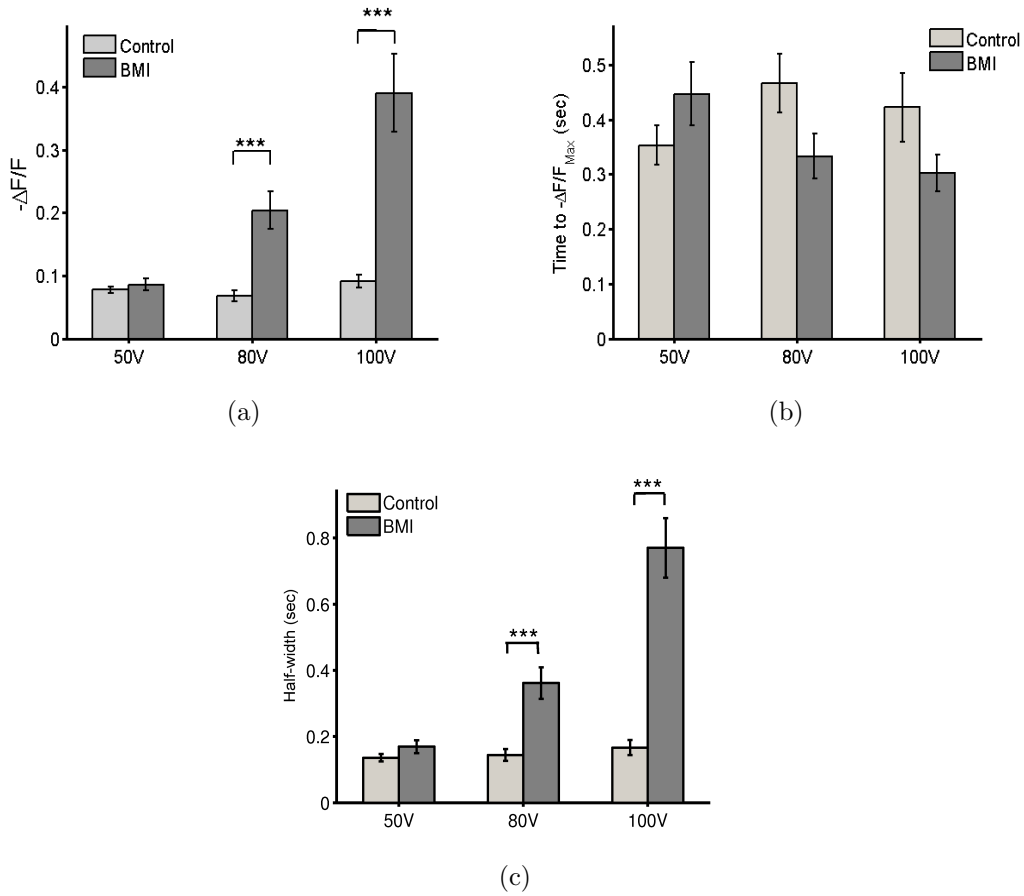 ***
Control
BMI
***
0.4
0.3
0.2
0.1
0
-ΔF/F
50V
80V
100V
(a)
Control
BMI
0.5
0.4
0.3
0.2
0.1
0
Time to -ΔF/F Max (sec)
50V
80V
100V
(b)
***
Control
BMI
***
0.8
0.6
0.4
0.2
0
Half-width (sec)
50V
80V
100V
(c)